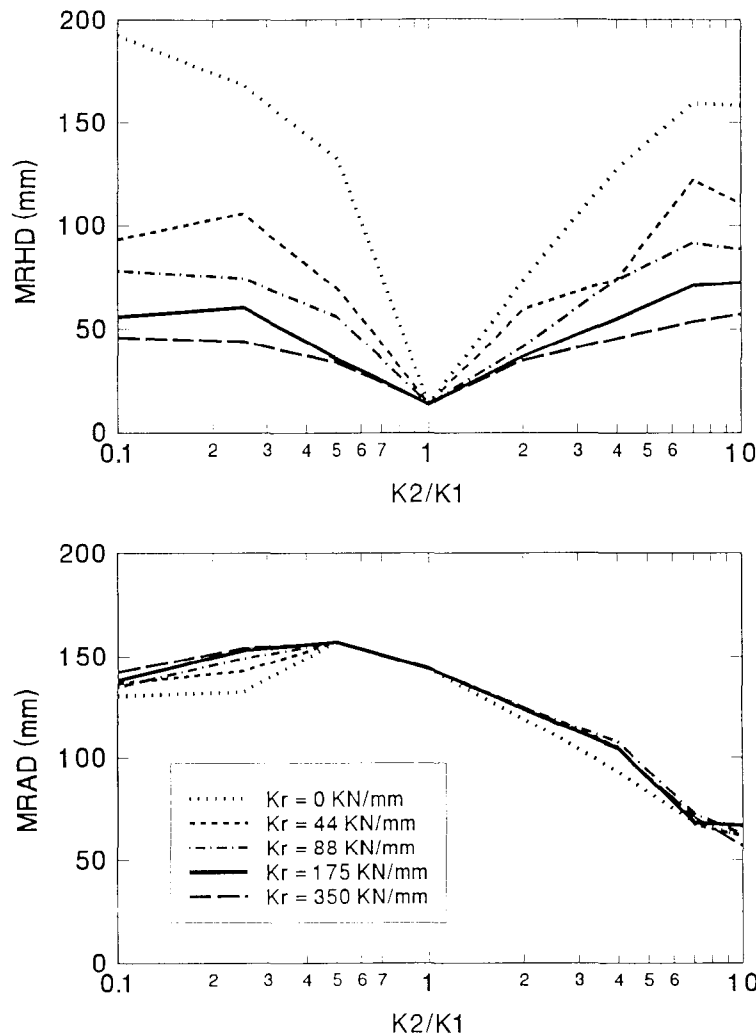 200
150
100
50
0
MRHD (mm)
0.1 2 3 4 5 6 7 1 2 3 4 5 6 10
K2/K1
200
150
100
50
0
MRAD (mm)
Kr = 0 KN/mm
Kr = 44 KN/mm
Kr = 88 KN/mm
Kr = 175 KN/mm
Kr = 350 KN/mm
0.1 2 3 4 5 6 7 1 2 3 4 5 6 10
K2/K1